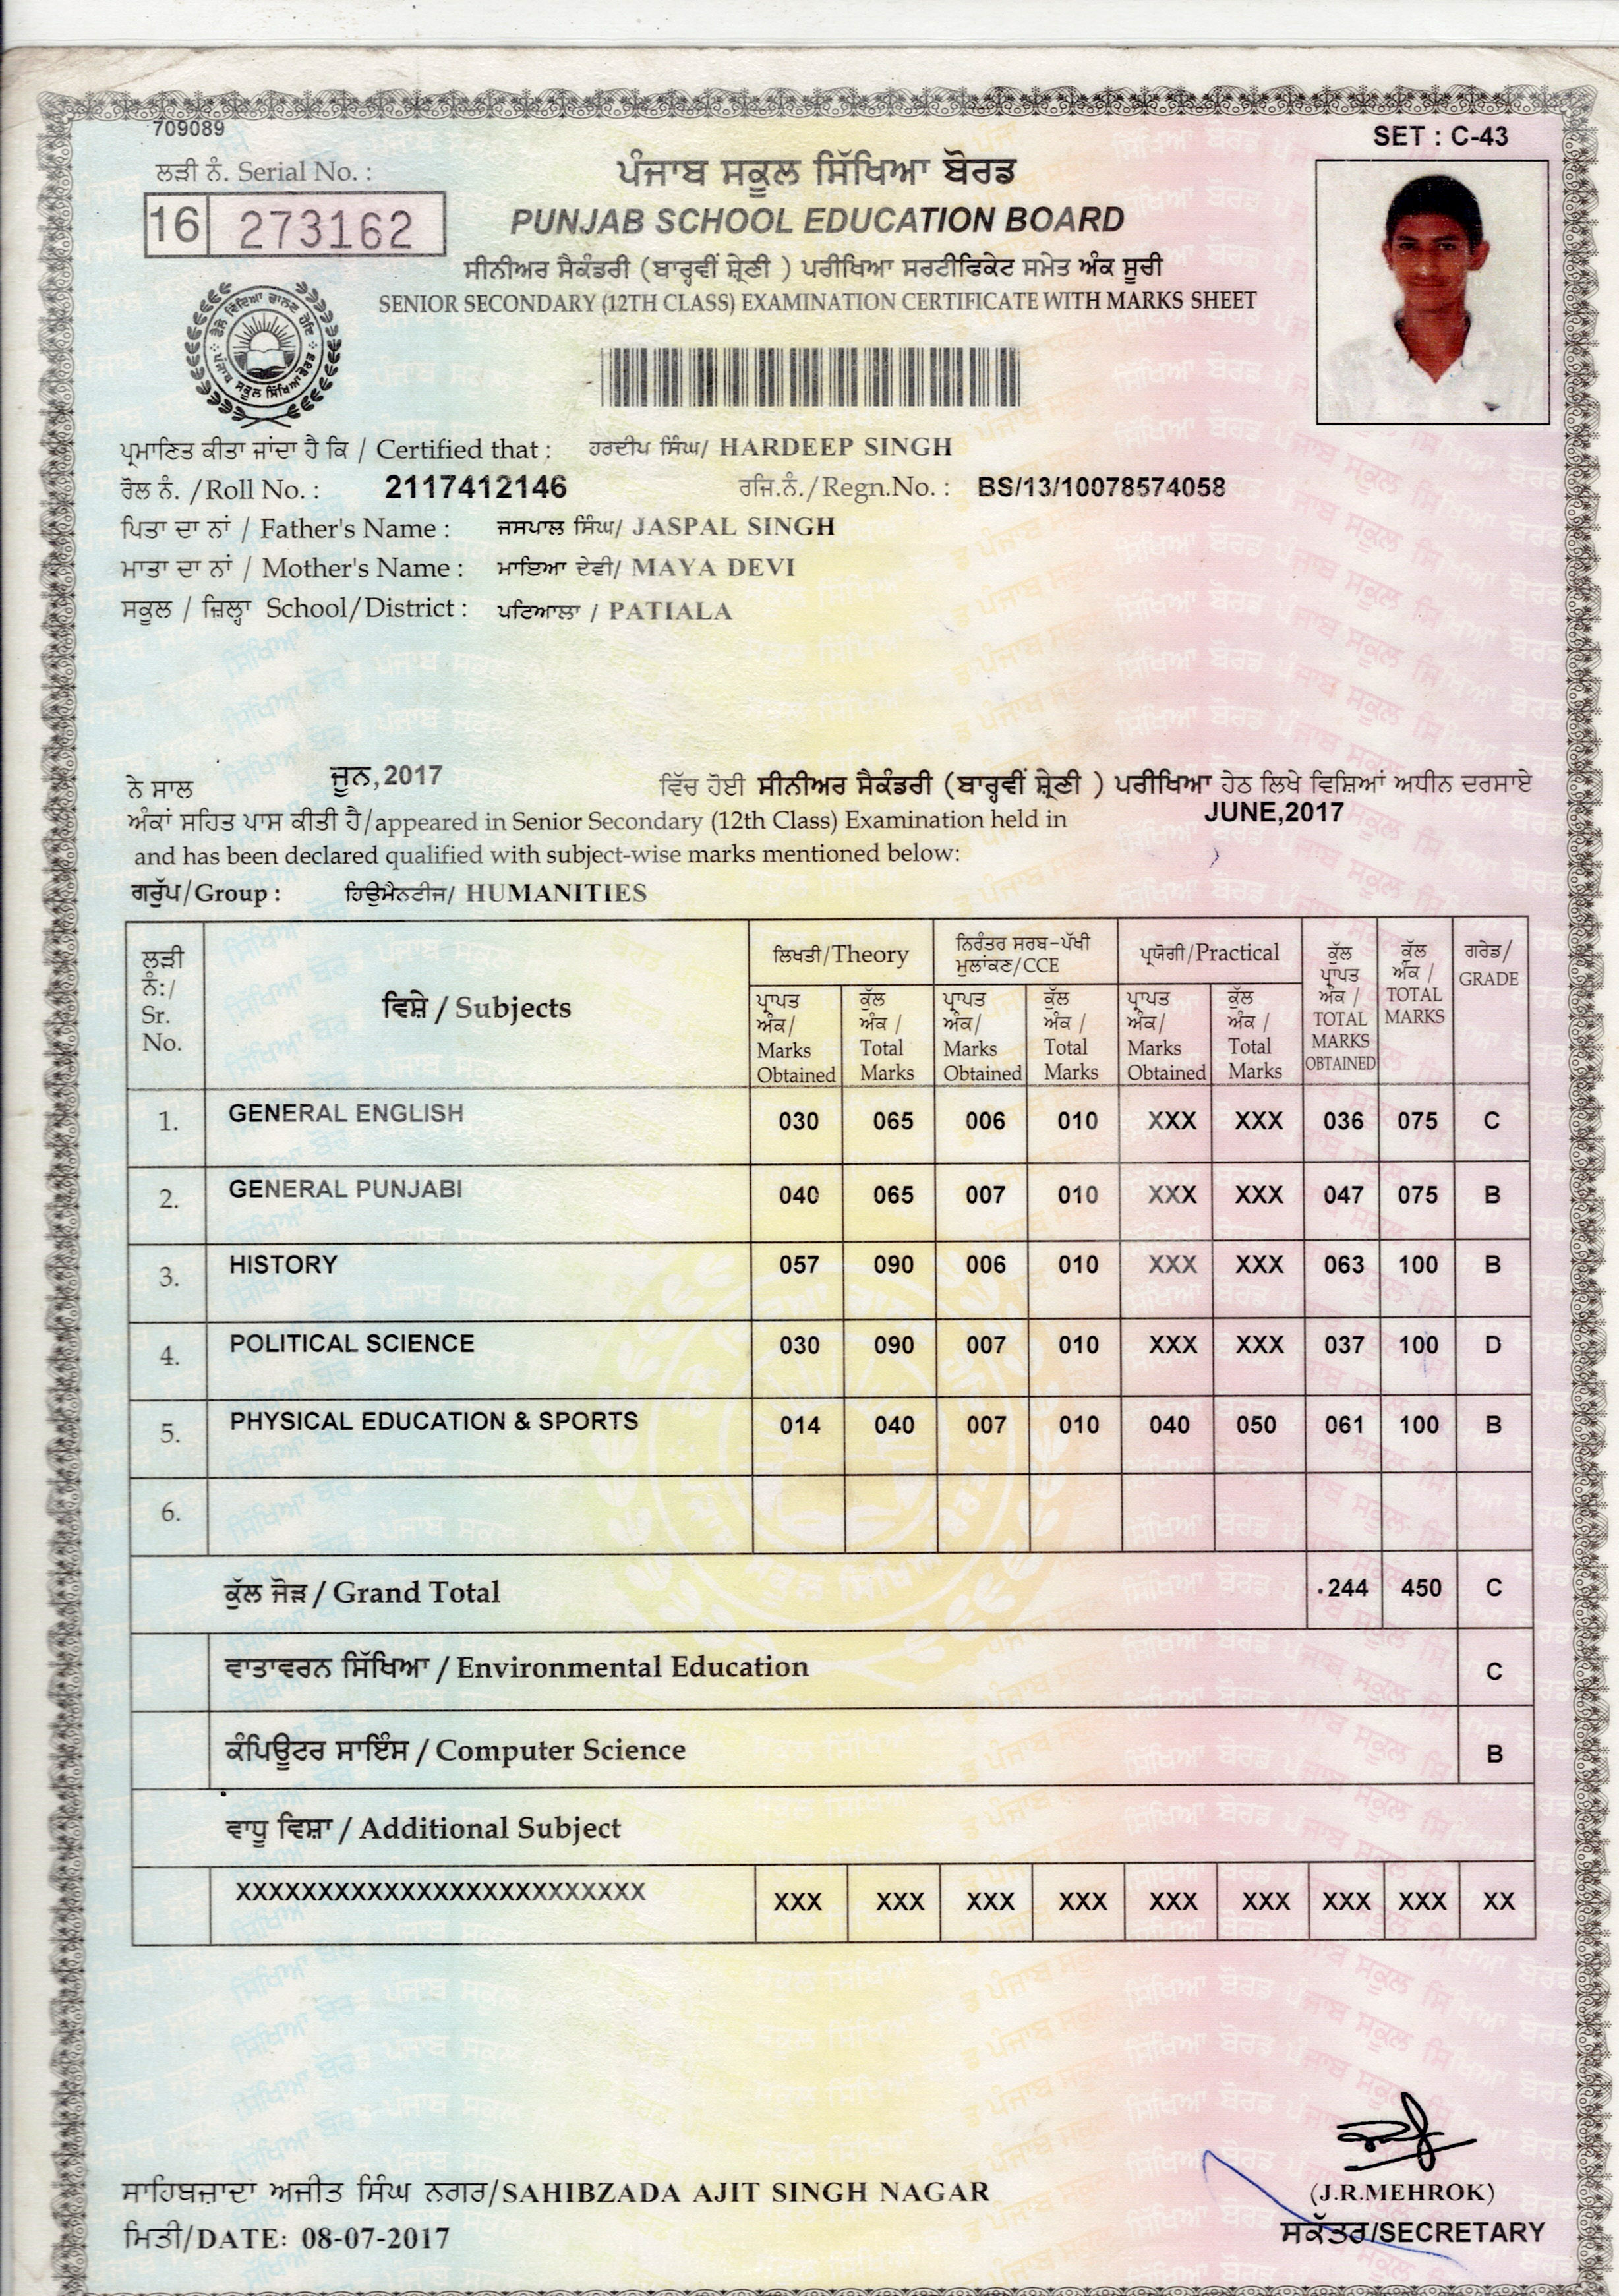 709089
SET : C-43
ਲੜੀ ਨੰ. Serial No. :
16 273162
ਪੰਜਾਬ ਸਕੂਲ ਸਿੱਖਿਆ ਬੋਰਡ
PUNJAB SCHOOL EDUCATION BOARD
ਸੀਨੀਅਰ ਸੈਕੰਡਰੀ (ਬਾਰ੍ਹਵੀਂ ਸ਼੍ਰੇਣੀ ) ਪਰੀਖਿਆ ਸਰਟੀਫਿਕੇਟ ਸਮੇਤ ਅੰਕ ਸੂਚੀ
SENIOR SECONDARY (12TH CLASS) EXAMINATION CERTIFICATE WITH MARKS SHEET
ਪੰਜਾਬ ਸਕੂਲ ਸਿੱਖਿਆ ਬੋਰਡ
ਪ੍ਰਮਾਣਿਤ ਕੀਤਾ ਜਾਂਦਾ ਹੈ ਕਿ / Certified that : ਹਰਦੀਪ ਸਿੰਘ/ HARDEEP SINGH
ਰੋਲ ਨੰ. /Roll No. : 2117412146 ਰਜਿ.ਨੰ./Regn.No. : BS/13/10078574058
ਪਿਤਾ ਦਾ ਨਾਂ / Father's Name : ਜਸਪਾਲ ਸਿੰਘ/ JASPAL SINGH
ਮਾਤਾ ਦਾ ਨਾਂ / Mother's Name : ਮਾਇਆ ਦੇਵੀ/ MAYA DEVI
ਸਕੂਲ / ਜ਼ਿਲ੍ਹਾ School/District : ਪਟਿਆਲਾ / PATIALA
ਨੇ ਸਾਲ ਜੂਨ,2017 ਵਿੱਚ ਹੋਈ ਸੀਨੀਅਰ ਸੈਕੰਡਰੀ (ਬਾਰ੍ਹਵੀਂ ਸ਼੍ਰੇਣੀ ) ਪਰੀਖਿਆ ਹੇਠ ਲਿਖੇ ਵਿਸ਼ਿਆਂ ਅਧੀਨ ਦਰਸਾਏ
ਅੰਕਾਂ ਸਹਿਤ ਪਾਸ ਕੀਤੀ ਹੈ/appeared in Senior Secondary (12th Class) Examination held in JUNE,2017
and has been declared qualified with subject-wise marks mentioned below:
ਗਰੁੱਪ/Group : ਹਿਊਮੈਨਟੀਜ/ HUMANITIES
ਲੜੀ ਨੰ:/ Sr. No. ਵਿਸ਼ੇ / Subjects ਲਿਖਤੀ/Theory ਨਿਰੰਤਰ ਸਰਬ-ਪੱਖੀ ਮੁਲਾਂਕਣ/CCE ਪ੍ਰਯੋਗੀ/Practical ਕੁੱਲ ਪ੍ਰਾਪਤ ਅੰਕ / TOTAL MARKS OBTAINED ਕੁੱਲ ਅੰਕ / TOTAL MARKS ਗਰੇਡ/ GRADE
ਪ੍ਰਾਪਤ ਅੰਕ/ Marks Obtained ਕੁੱਲ ਅੰਕ / Total Marks ਪ੍ਰਾਪਤ ਅੰਕ/ Marks Obtained ਕੁੱਲ ਅੰਕ / Total Marks ਪ੍ਰਾਪਤ ਅੰਕ/ Marks Obtained ਕੁੱਲ ਅੰਕ / Total Marks
1. GENERAL ENGLISH 030 065 006 010 XXX XXX 036 075 C
2. GENERAL PUNJABI 040 065 007 010 XXX XXX 047 075 B
3. HISTORY 057 090 006 010 XXX XXX 063 100 B
4. POLITICAL SCIENCE 030 090 007 010 XXX XXX 037 100 D
5. PHYSICAL EDUCATION & SPORTS 014 040 007 010 040 050 061 100 B
6.
ਕੁੱਲ ਜੋੜ / Grand Total 244 450 C
ਵਾਤਾਵਰਨ ਸਿੱਖਿਆ / Environmental Education C
ਕੰਪਿਊਟਰ ਸਾਇੰਸ / Computer Science B
ਵਾਧੂ ਵਿਸ਼ਾ / Additional Subject
XXXXXXXXXXXXXXXXXXXXXXXXX XXX XXX XXX XXX XXX XXX XXX XXX XX
ਸਾਹਿਬਜ਼ਾਦਾ ਅਜੀਤ ਸਿੰਘ ਨਗਰ/SAHIBZADA AJIT SINGH NAGAR
(J.R.MEHROK)
ਮਿਤੀ/DATE: 08-07-2017
ਸਕੱਤਰ/SECRETARY